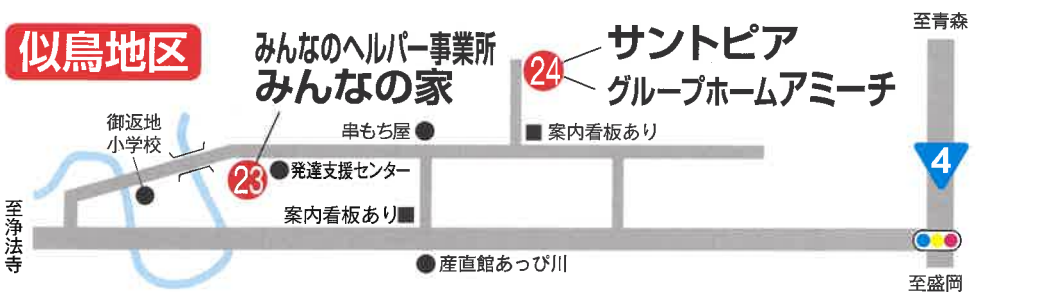 似鳥地区
みんなのヘルパー事業所
みんなの家
24
サントピア
グループホームアミーチ
至青森
御返地
小学校
串もち屋
案内看板あり
23
発達支援センター
4
案内看板あり
至浄法寺
産直館あっぴ川
至盛岡